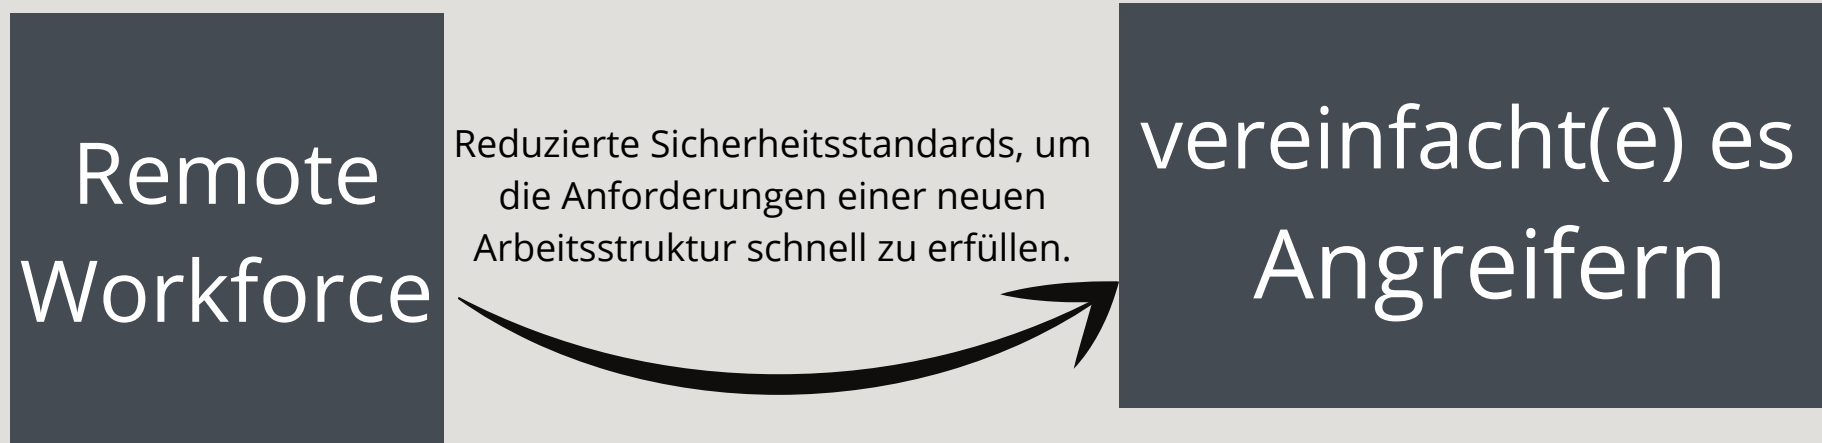 Remote
Workforce
Reduzierte Sicherheitsstandards, um
die Anforderungen einer neuen
Arbeitsstruktur schnell zu erfüllen.
vereinfacht(e) es
Angreifern